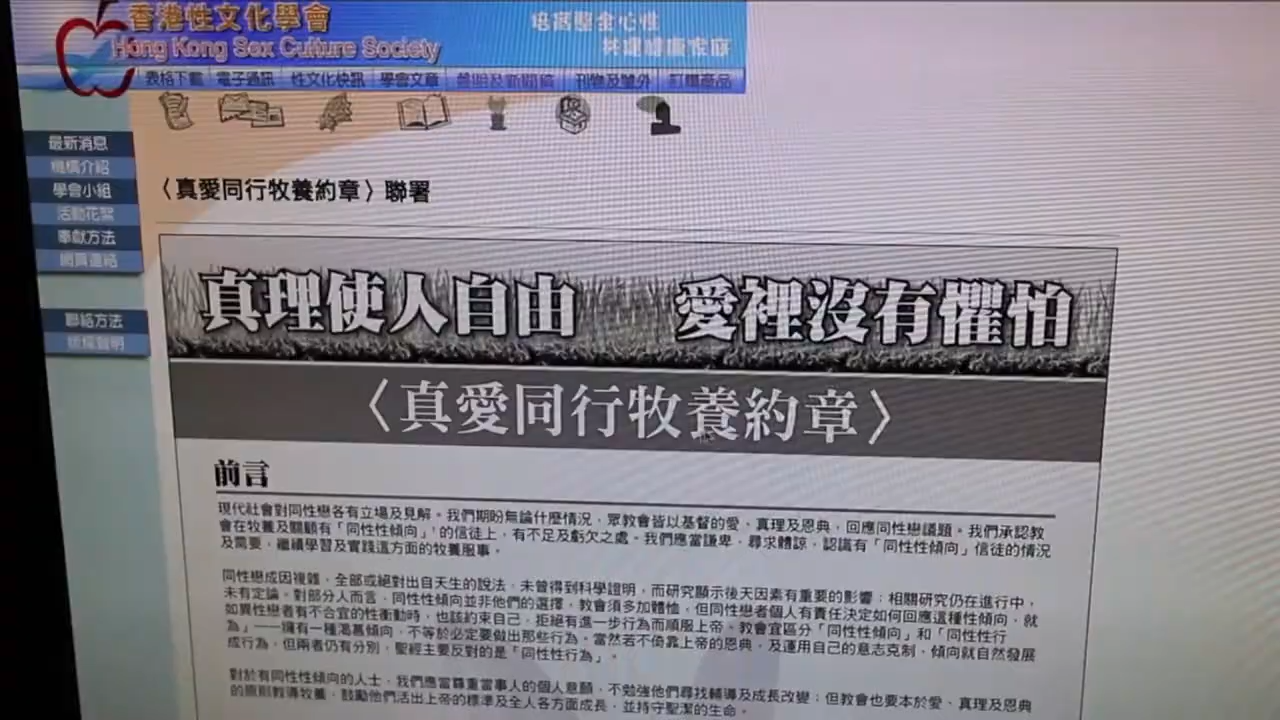 香港性文化學會
Hong Kong Sex Culture Society
培育整全心性
共建健康家庭
表格下載 電子通訊 性文化快訊 學會文章 刊物及號外 訂購產品
最新消息
機構介紹
學會小組
活動花絮
奉獻方法
網頁連結
聯絡方法
版權聲明
〈真愛同行牧養約章〉聯署
真理使人自由 愛裡沒有懼怕
〈真愛同行牧養約章〉
前言
現代社會對同性戀各有立場及見解。我們期盼無論什麼情況，眾教會皆以基督的愛、真理及恩典，回應同性戀議題。我們承認教
會在牧養及關顧有「同性性傾向」的信徒上，有不足及虧欠之處。我們應當謙卑，尋求體諒，認識有「同性性傾向」信徒的情況
及需要，繼續學習及實踐這方面的牧養服事。
同性戀成因複雜，全部或絕對出自天生的說法，未曾得到科學證明，而研究顯示後天因素有重要的影響；相關研究仍在進行中，
未有定論。對部分人而言，同性性傾向並非他們的選擇，教會須多加體恤，但同性戀者個人有責任決定如何回應這種性傾向，就
如異性戀者有不合宜的性衝動時，也該約束自己，拒絕有進一步行為而順服上帝。教會宜區分「同性性傾向」和「同性性行
為」——擁有一種渴慕傾向，不等於必定要做出那些行為。當然若不倚靠上帝的恩典，及運用自己的意志克制，傾向就自然發展
成行為，但兩者仍有分別，聖經主要反對的是「同性性行為」。
對於有同性性傾向的人士，我們應當尊重當事人的個人意願，不勉強他們尋找輔導及成長改變；但教會也要本於愛、真理及恩典
的原則教導牧養，鼓勵他們活出上帝的標準及全人各方面成長，並持守聖潔的生命。